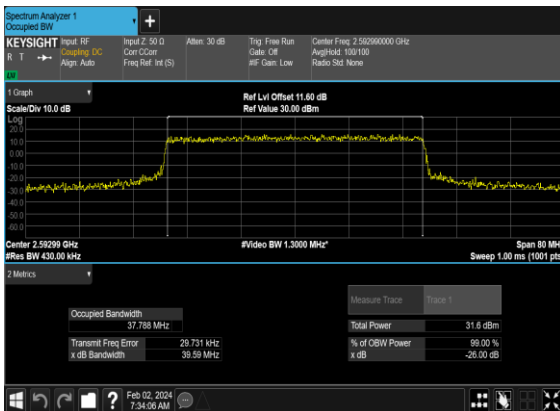 Spectrum Analyzer 1
Occupied BW
+
KEYSIGHT
R T
LV
Input: RF
Coupling: DC
Align: Auto
Input Z: 50 Ω
Corr CCorr
Freq Ref: Int (S)
Atten: 30 dB
Trig: Free Run
Gate: Off
#IF Gain: Low
Center Freq: 2.592990000 GHz
Avg|Hold: 100/100
Radio Std: None
1 Graph
Scale/Div 10.0 dB
Ref Lvl Offset 11.60 dB
Ref Value 30.00 dBm
Log
20.0
10.0
0.00
-10.0
-20.0
-30.0
-40.0
-50.0
-60.0
Center 2.59299 GHz
#Res BW 430.00 kHz
#Video BW 1.3000 MHz*
Span 80 MH
Sweep 1.00 ms (1001 pts
2 Metrics
Measure Trace
Trace 1
Occupied Bandwidth
37.788 MHz
Total Power
31.6 dBm
Transmit Freq Error
29.731 kHz
% of OBW Power
99.00 %
x dB Bandwidth
39.59 MHz
x dB
-26.00 dB
?
Feb 02, 2024
7:34:06 AM